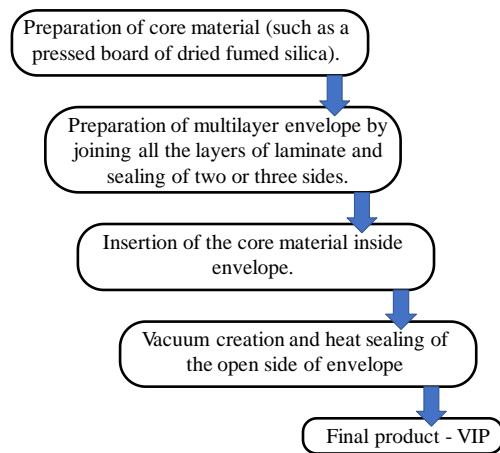 Preparation of core material (such as a
pressed board of dried fumed silica).
Preparation of multilayer envelope by
joining all the layers of laminate and
sealing of two or three sides.
Insertion of the core material inside
envelope.
Vacuum creation and heat sealing of
the open side of envelope
Final product - VIP